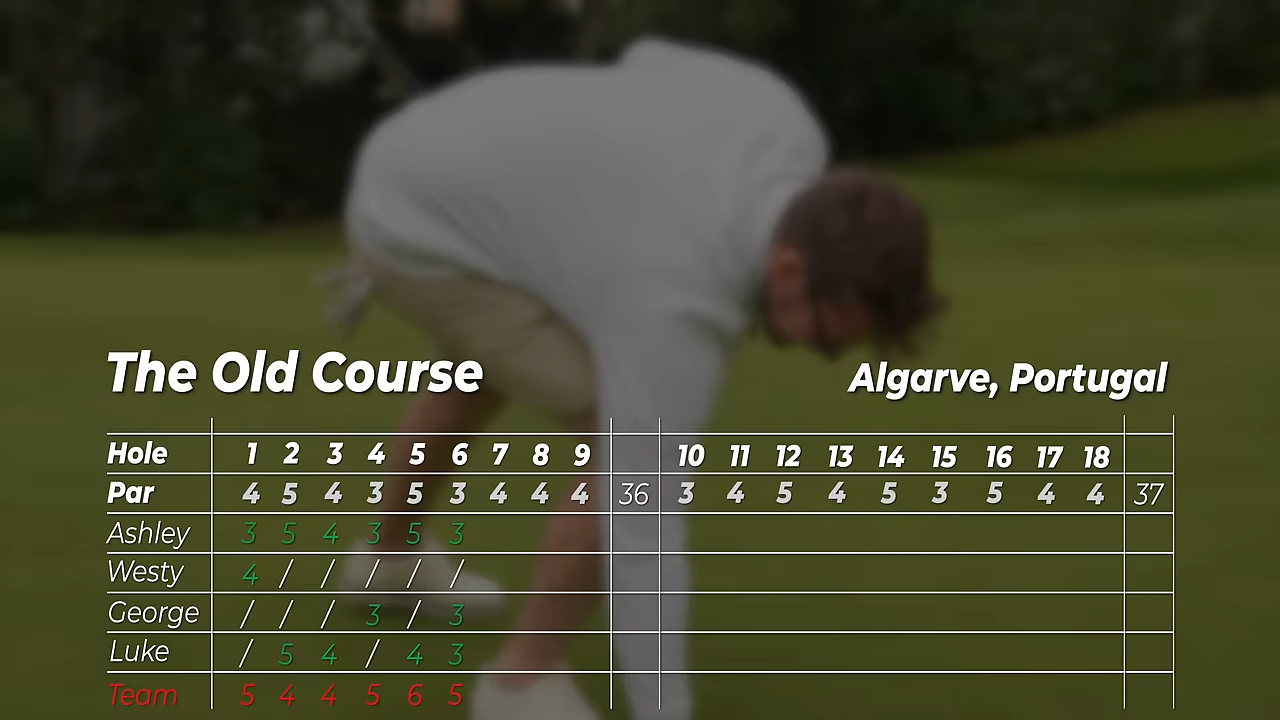 The Old Course
Algarve, Portugal
Hole 1 2 3 4 5 6 7 8 9 10 11 12 13 14 15 16 17 18
Par 4 5 4 3 5 3 4 4 4 36 3 4 5 4 5 3 5 4 4 37
Ashley 3 5 4 3 5 3
Westy 4 / / / / /
George / / / 3 / 3
Luke / 5 4 / 4 3
Team 5 4 4 5 6 5